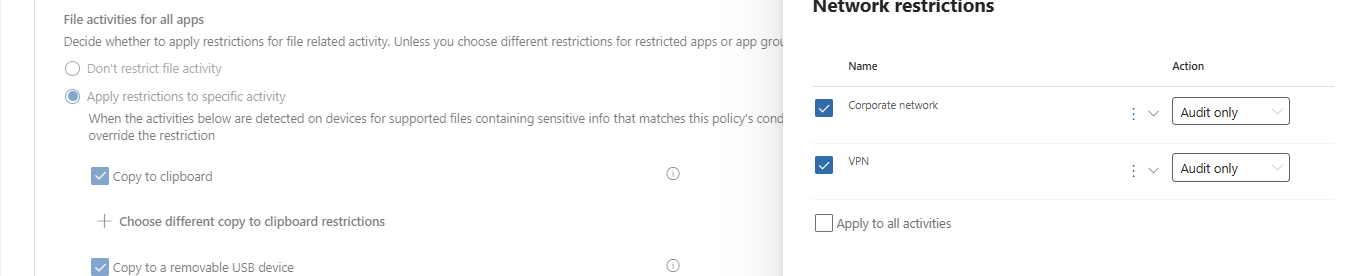 File activities for all apps
Decide whether to apply restrictions for file related activity. Unless you choose different restrictions for restricted apps or app
Don't restrict file activity
Apply restrictions to specific activity
When the activities below are detected on devices for supported files containing sensitive info that matches this policy's
override the restriction
Copy to clipboard
Choose different copy to clipboard restrictions
Copy to a removable USB device
Network restrictions
Name Action
Corporate network Audit only
VPN Audit only
Apply to all activities